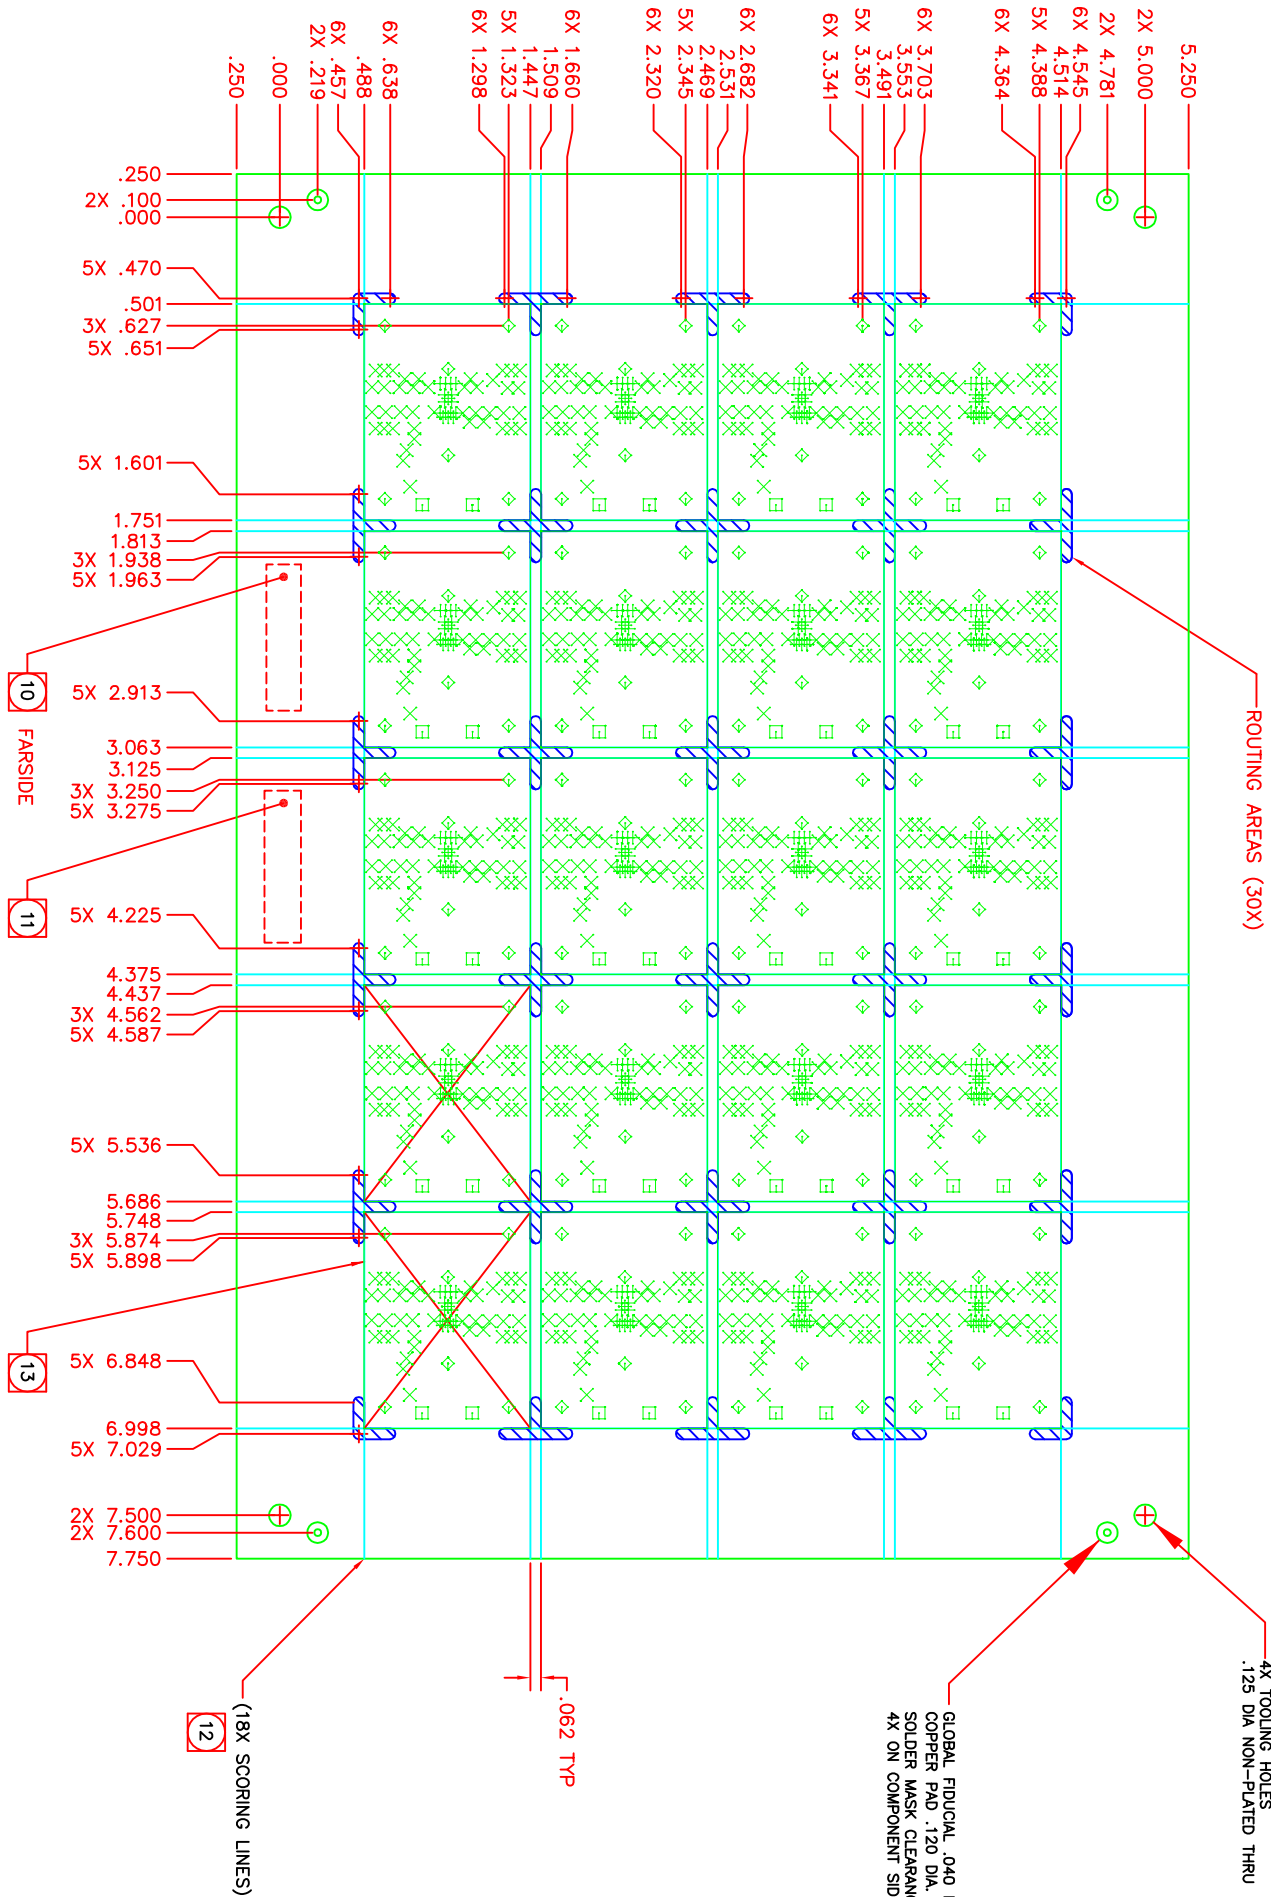 5.250
2X 5.000
2X 4.781
6X 4.545
4.514
5X 4.388
6X 4.364
6X 3.703
3.553
3.491
5X 3.367
6X 3.341
6X 2.682
2.531
2.469
5X 2.345
6X 2.320
6X 1.660
1.509
1.447
5X 1.323
6X 1.298
6X .638
.488
6X .457
2X .219
.000
.250
.250
2X .100
.000
5X .470
.501
3X .627
5X .651
5X 1.601
1.751
1.813
3X 1.938
5X 1.963
5X 2.913
3.063
3.125
3X 3.250
5X 3.275
5X 4.225
4.375
4.437
3X 4.562
5X 4.587
5X 5.536
5.686
5.748
3X 5.874
5X 5.898
5X 6.848
6.998
5X 7.029
2X 7.500
2X 7.600
7.750
10
FARSIDE
11
13
ROUTING AREAS (30X)
4X TOOLING HOLES
.125 DIA NON-PLATED THRU
GLOBAL FIDUCIAL .040
COPPER PAD .120 DIA.
SOLDER MASK
4X ON COMPONENT
.062 TYP
(18X SCORING LINES)
12